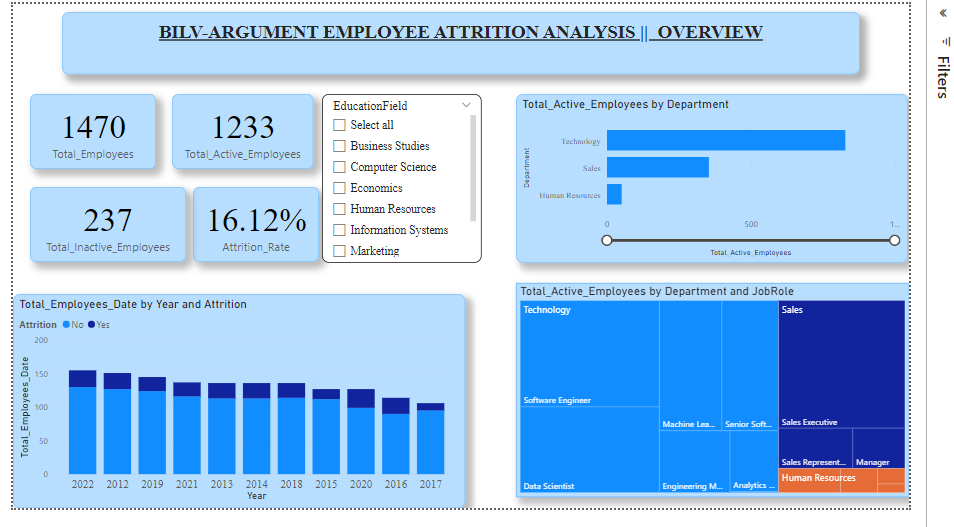 BILV-ARGUMENT EMPLOYEE ATTRITION ANALYSIS || OVERVIEW
Filters
1470
Total_Employees
1233
Total_Active_Employees
237
Total_Inactive_Employees
16.12%
Attrition_Rate
EducationField
Select all
Business Studies
Computer Science
Economics
Human Resources
Information Systems
Marketing
Total_Active_Employees by Department
Department
Technology
Sales
Human Resources
0 500 1...
Total_Active_Employees
Total_Employees_Date by Year and Attrition
Attrition No Yes
Total_Employees_Date
200
150
100
50
0
2022 2012 2019 2021 2013 2014 2018 2015 2020 2016 2017
Year
Total_Active_Employees by Department and JobRole
Technology
Software Engineer
Data Scientist
Machine Lea...
Senior Soft...
Engineering M...
Analytics ...
Sales
Sales Executive
Sales Represent...
Manager
Human Resources